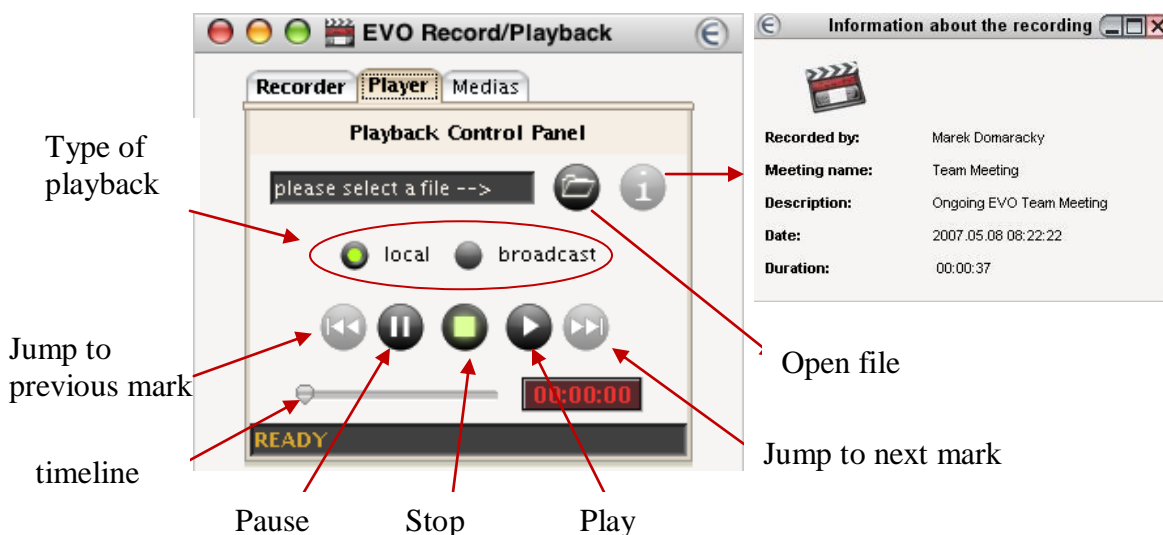 EVO Record/Playback
Information about the recording
Recorder Player Medias
Playback Control Panel
Type of
playback
please select a file -->
local broadcast
Recorded by: Marek Domaracky
Meeting name: Team Meeting
Description: Ongoing EVO Team Meeting
Date: 2007.05.08 08:22:22
Duration: 00:00:37
Jump to
previous mark
Open file
00:00:00
READY
timeline
Jump to next mark
Pause Stop Play